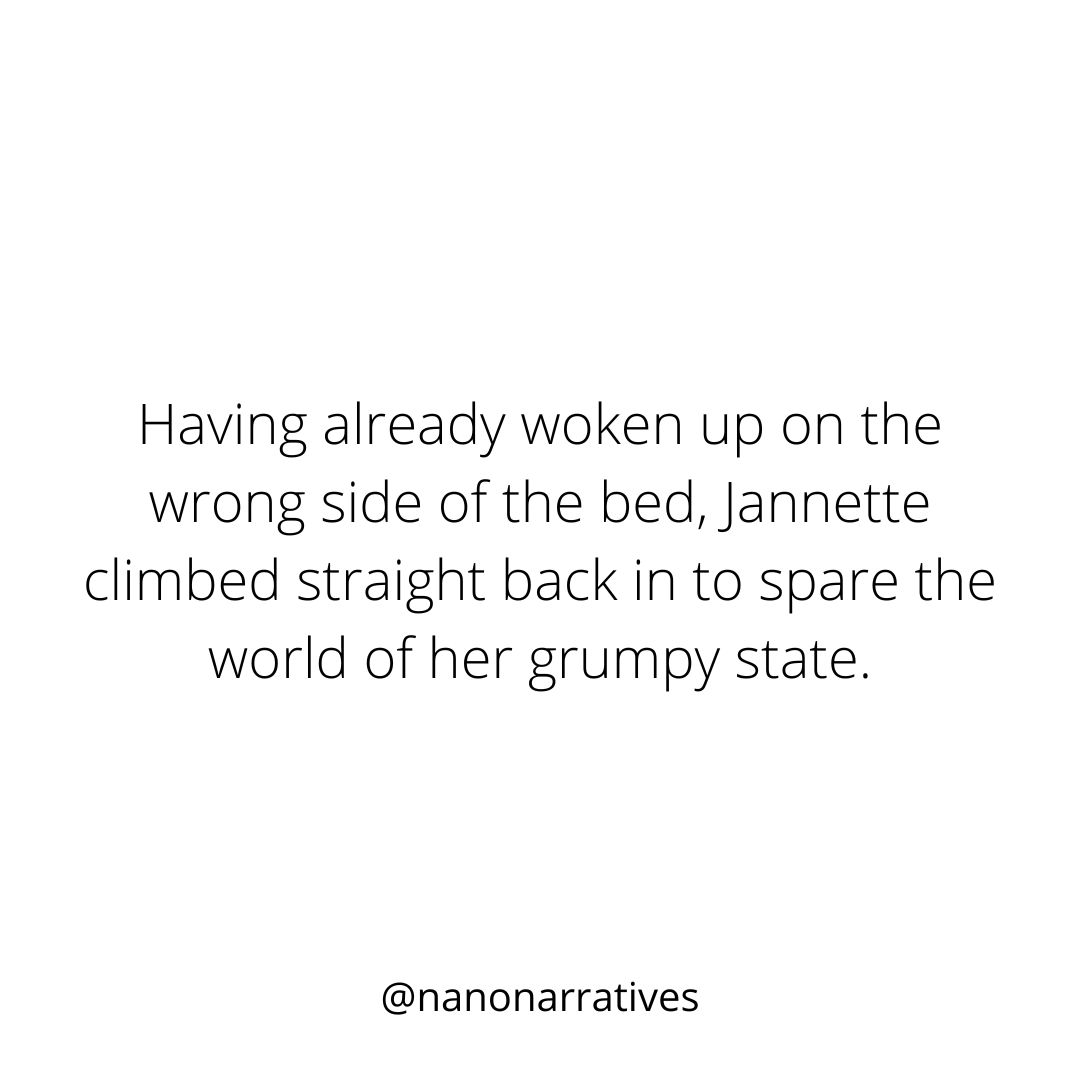 Having already woken up on the
wrong side of the bed, Jannette
climbed straight back in to spare the
world of her grumpy state.
@nanonarratives